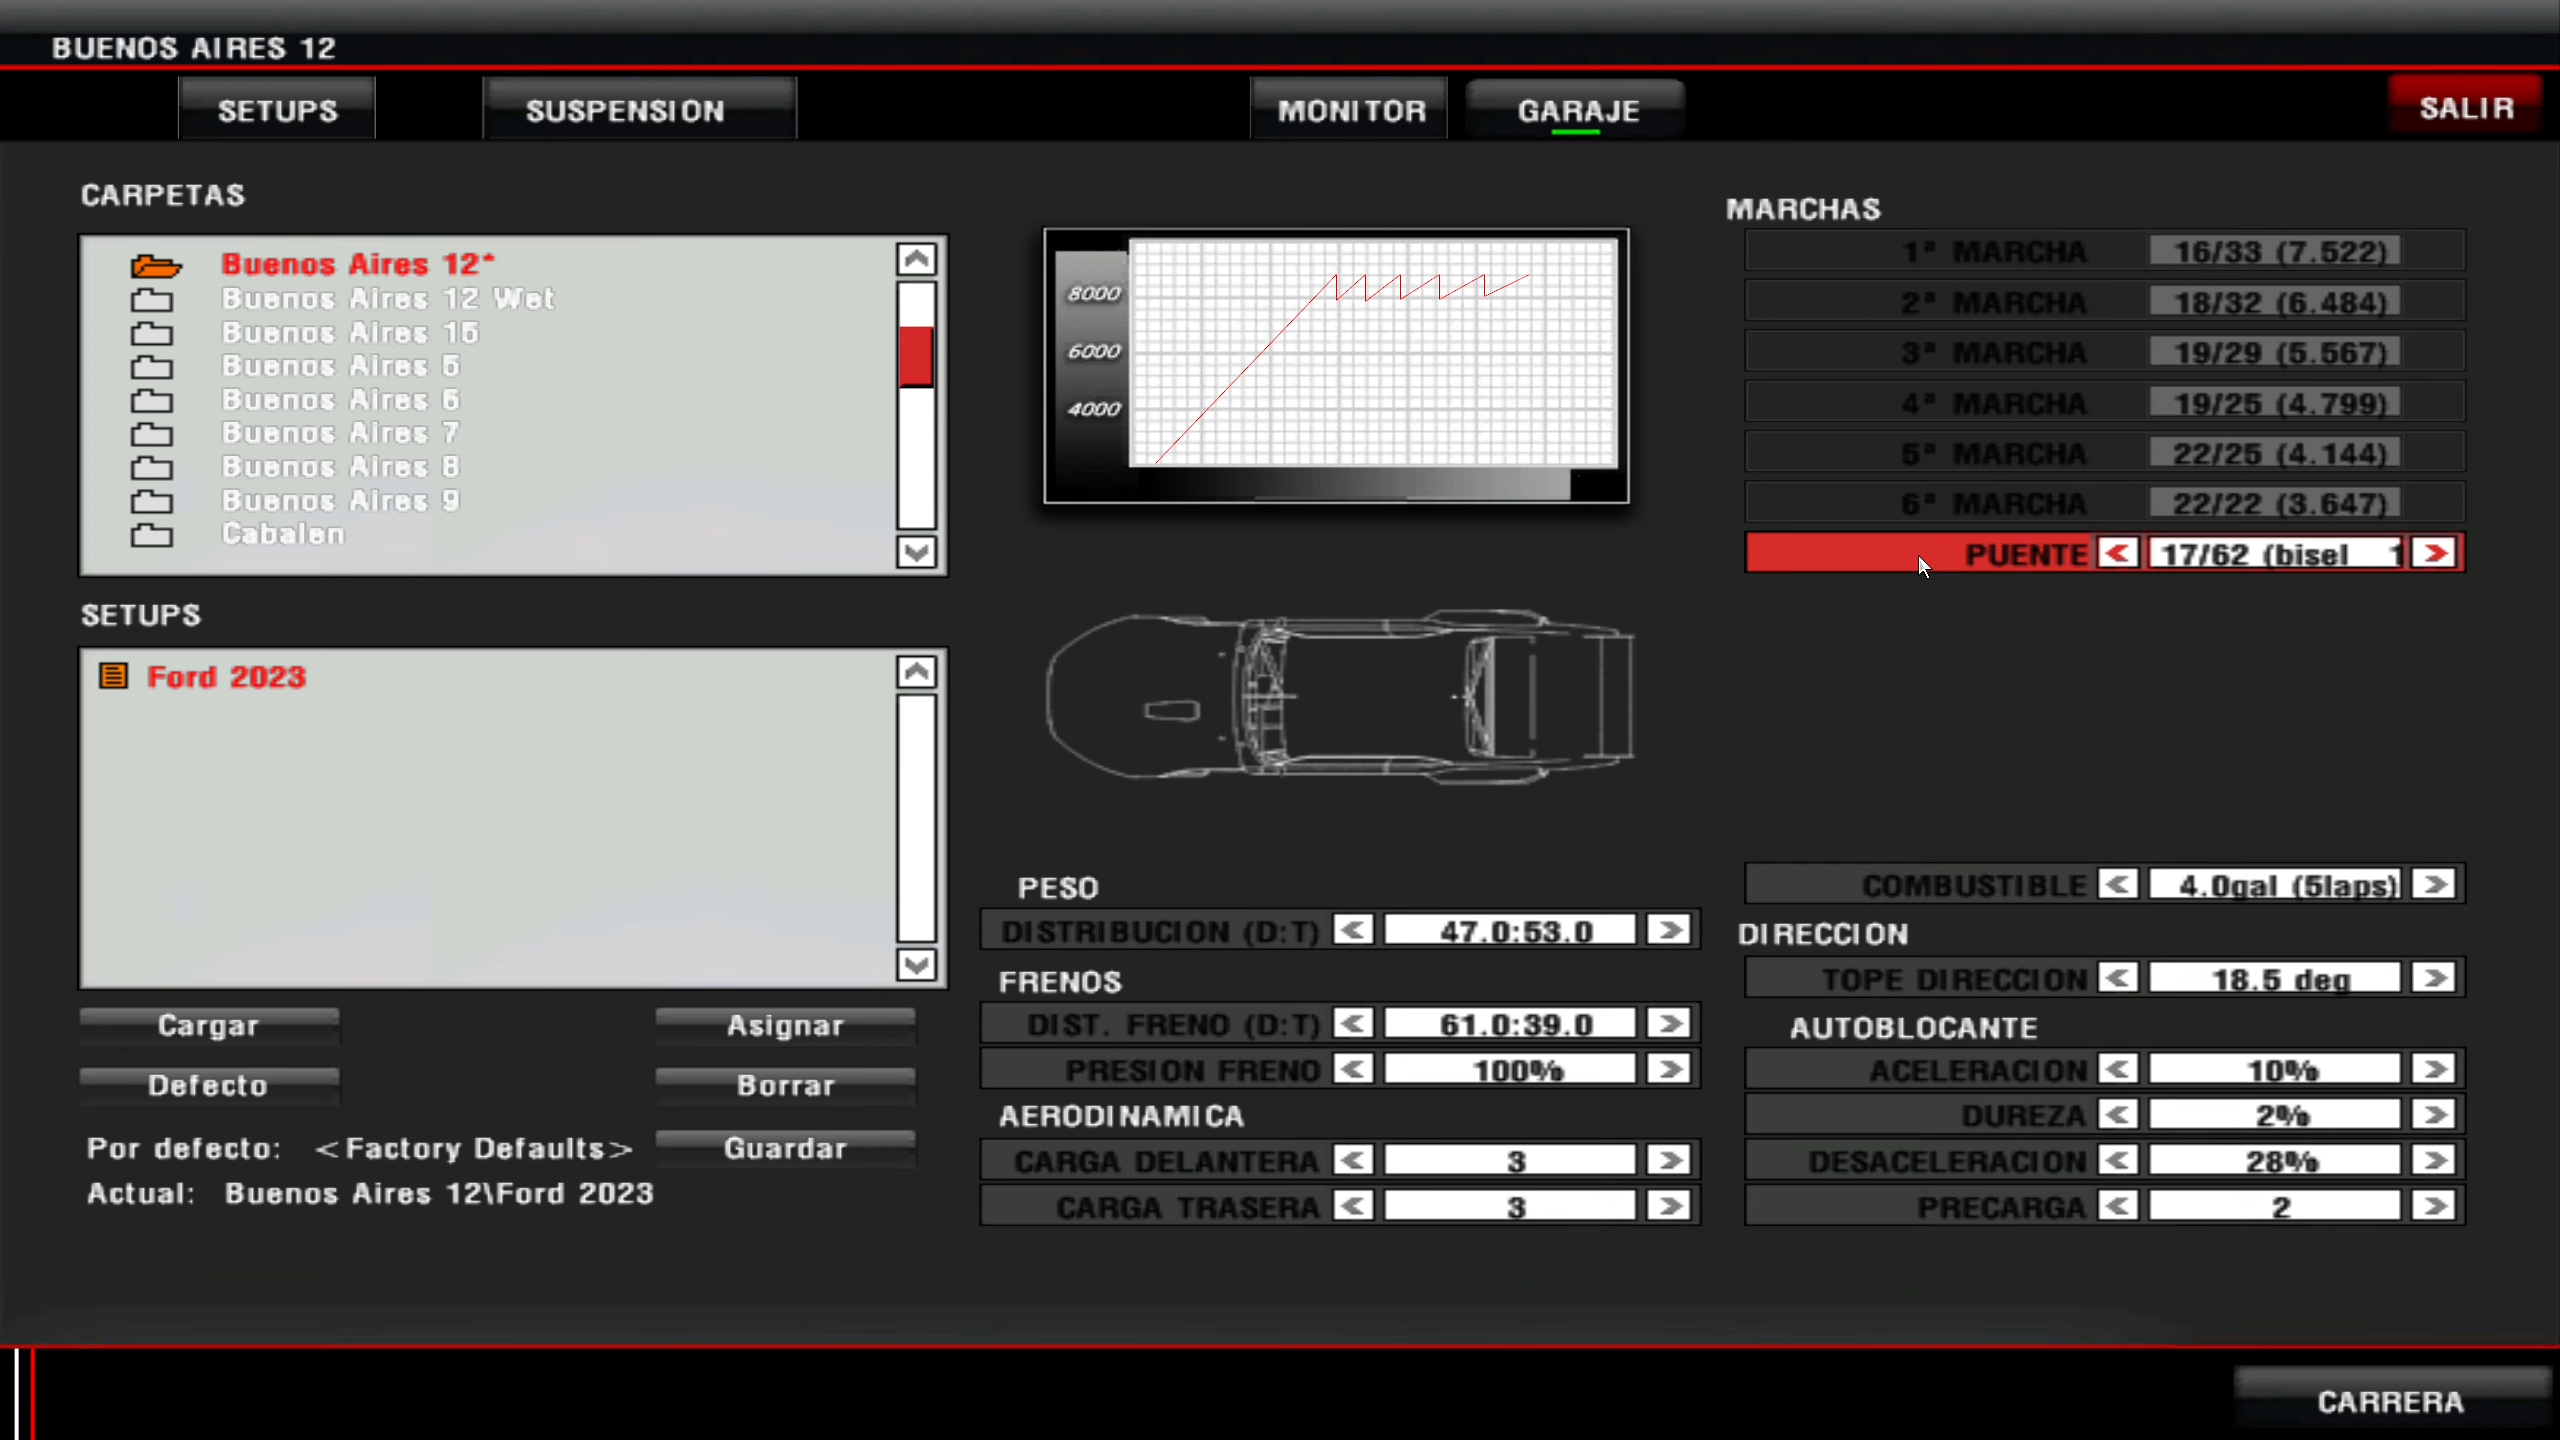 BUENOS AIRES 12
SETUPS
SUSPENSION
MONITOR
GARAJE
SALIR
CARPETAS
Buenos Aires 12*
Buenos Aires 12 Wet
Buenos Aires 15
Buenos Aires 5
Buenos Aires 6
Buenos Aires 7
Buenos Aires 8
Buenos Aires 9
Cabalen
SETUPS
Ford 2023
Cargar
Asignar
Defecto
Borrar
Por defecto: <Factory Defaults>
Guardar
Actual: Buenos Aires 12\Ford 2023
8000
6000
4000
PESO
DISTRIBUCION (D:T) 47.0:53.0
FRENOS
DIST. FRENO (D:T) 61.0:39.0
PRESION FRENO 100%
AERODINAMICA
CARGA DELANTERA 3
CARGA TRASERA 3
MARCHAS
1ª MARCHA 16/33 (7.522)
2ª MARCHA 18/32 (6.484)
3ª MARCHA 19/29 (5.567)
4ª MARCHA 19/25 (4.799)
5ª MARCHA 22/25 (4.144)
6ª MARCHA 22/22 (3.647)
PUENTE 17/62 (bisel 1
COMBUSTIBLE 4.0gal (5laps)
DIRECCION
TOPE DIRECCION 18.5 deg
AUTOBLOCANTE
ACELERACION 10%
DUREZA 2%
DESACELERACION 28%
PRECARGA 2
CARRERA